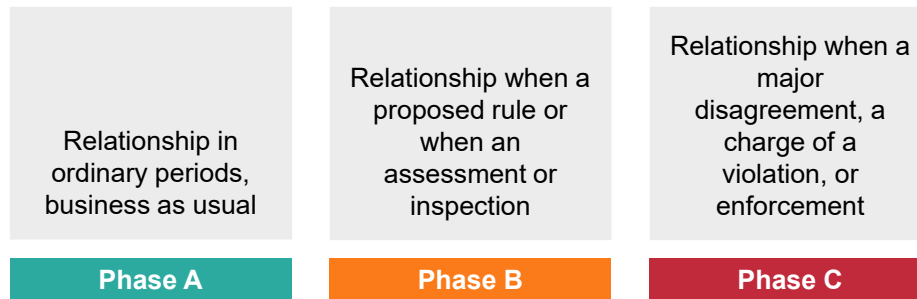 Relationship in
ordinary periods,
business as usual
Phase A
Relationship when a
proposed rule or
when an
assessment or
inspection
Phase B
Relationship when a
major
disagreement, a
charge of a
violation, or
enforcement
Phase C